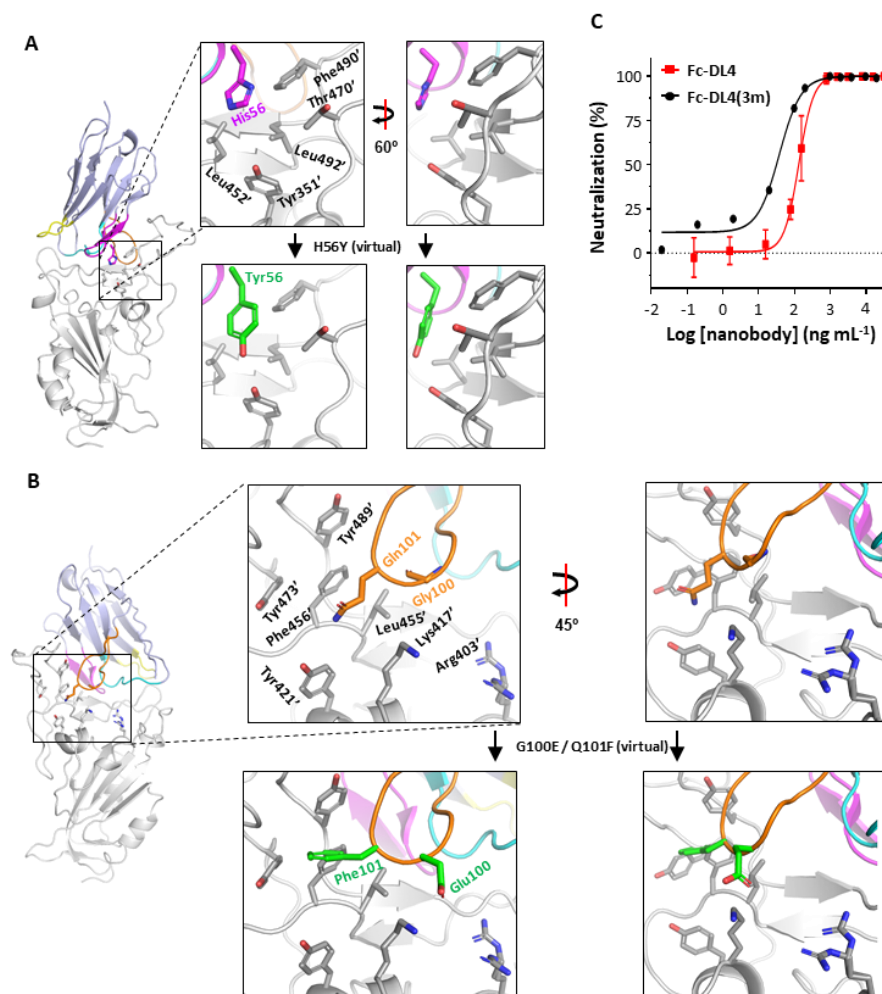 A
Phe490’
Thr470’
His56
Leu492’
Leu452’
Tyr351’
60º
H56Y (virtual)
Tyr56
C
Fc-DL4
Fc-DL4(3m)
Neutralization (%)
100
75
50
25
0
-2 -1 0 1 2 3 4
Log [nanobody] (ng mL⁻¹)
B
Tyr489’
Gln101
Gly100
Tyr473’
Phe456’
Leu455’
Lys417’
Arg403’
Tyr421’
45º
G100E / Q101F (virtual)
Phe101
Glu100